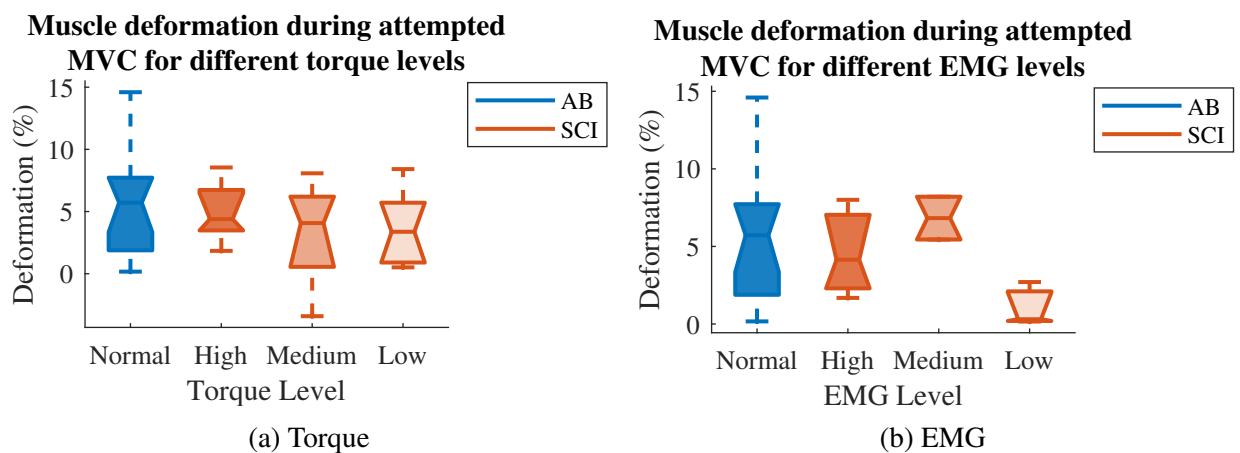 Muscle deformation during attempted
MVC for different torque levels
15
10
5
0
Deformation (%)
Normal High Medium Low
Torque Level
AB
SCI
(a) Torque
Muscle deformation during attempted
MVC for different EMG levels
15
10
5
0
Deformation (%)
Normal High Medium Low
EMG Level
AB
SCI
(b) EMG